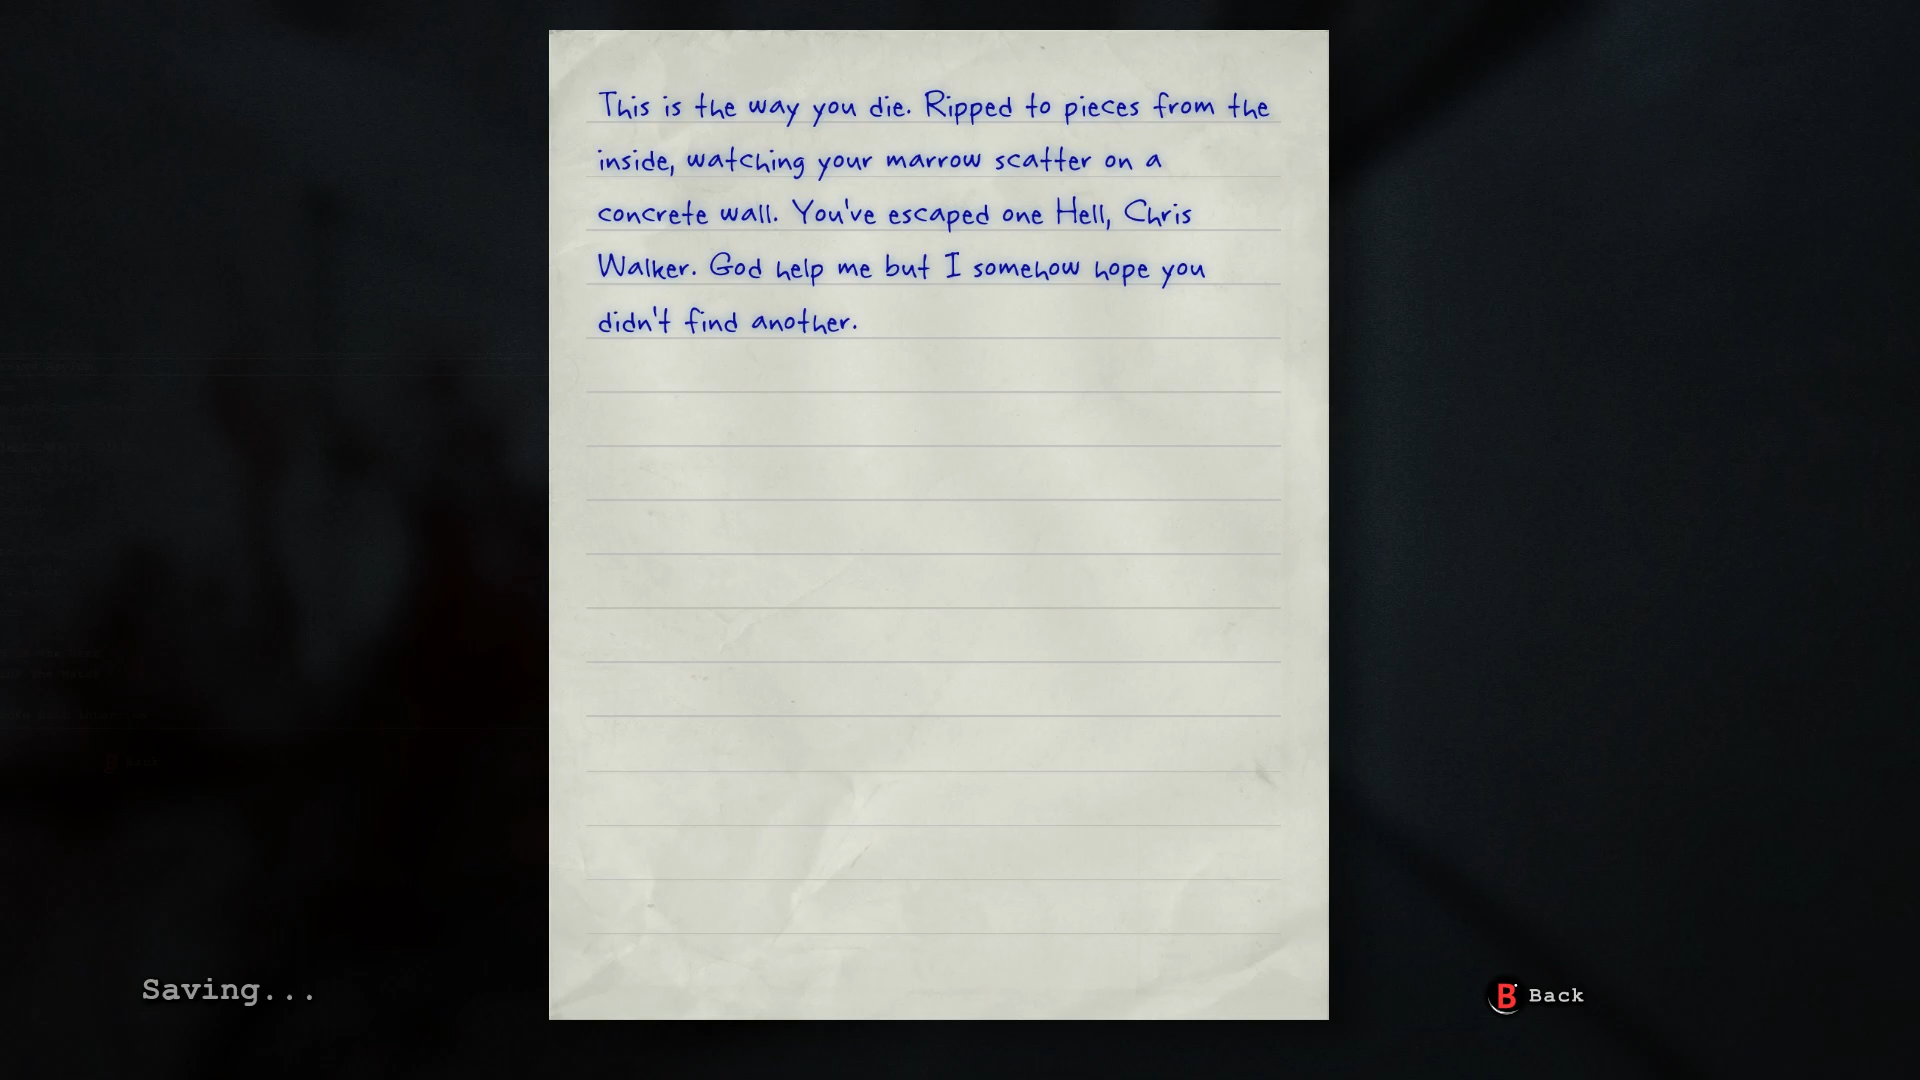 This is the way you die. Ripped to pieces from the
inside, watching your marrow scatter on a
concrete wall. You've escaped one Hell, Chris
Walker. God help me but I somehow hope you
didn't find another.
Saving...
B Back